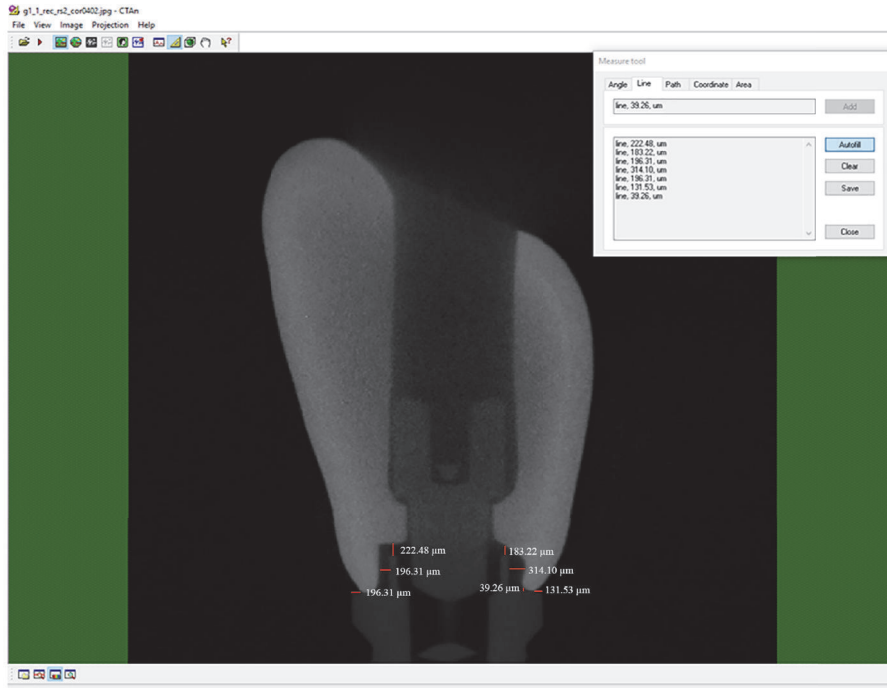 g1_1_rec_rs2_cor0402.jpg - CTAn
File View Image Projection Help
Measure tool
Angle Line Path Coordinate Area
line, 39.26, um
Add
line, 222.48, um
line, 183.22, um
line, 196.31, um
line, 314.10, um
line, 196.31, um
line, 131.53, um
line, 39.26, um
Autofill
Clear
Save
Close
222.48 µm
183.22 µm
196.31 µm
314.10 µm
196.31 µm
39.26 µm
131.53 µm